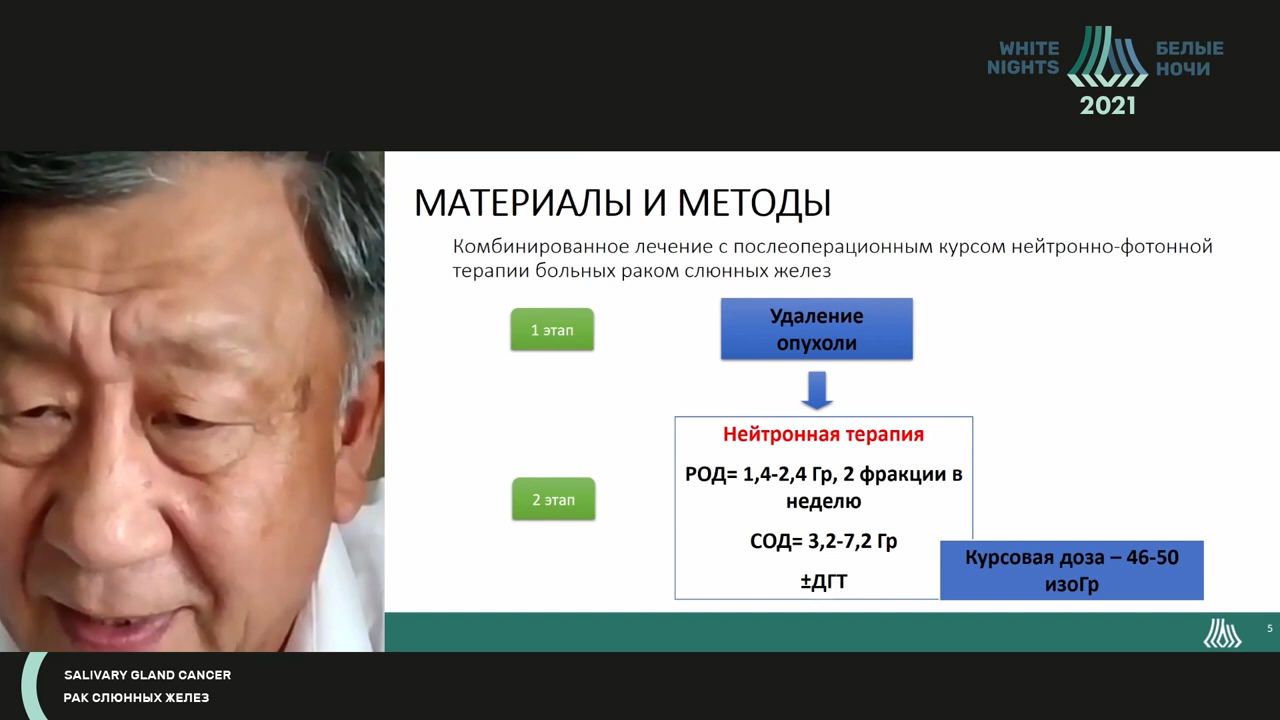 WHITE
NIGHTS
БЕЛЫЕ
НОЧИ
2021
МАТЕРИАЛЫ И МЕТОДЫ
Комбинированное лечение с послеоперационным курсом нейтронно-фотонной
терапии больных раком слюнных желез
1 этап
Удаление
опухоли
Нейтронная терапия
РОД= 1,4-2,4 Гр, 2 фракции в
неделю
2 этап
СОД= 3,2-7,2 Гр
±ДГТ
Курсовая доза – 46-50
изоГр
5
SALIVARY GLAND CANCER
РАК СЛЮННЫХ ЖЕЛЕЗ